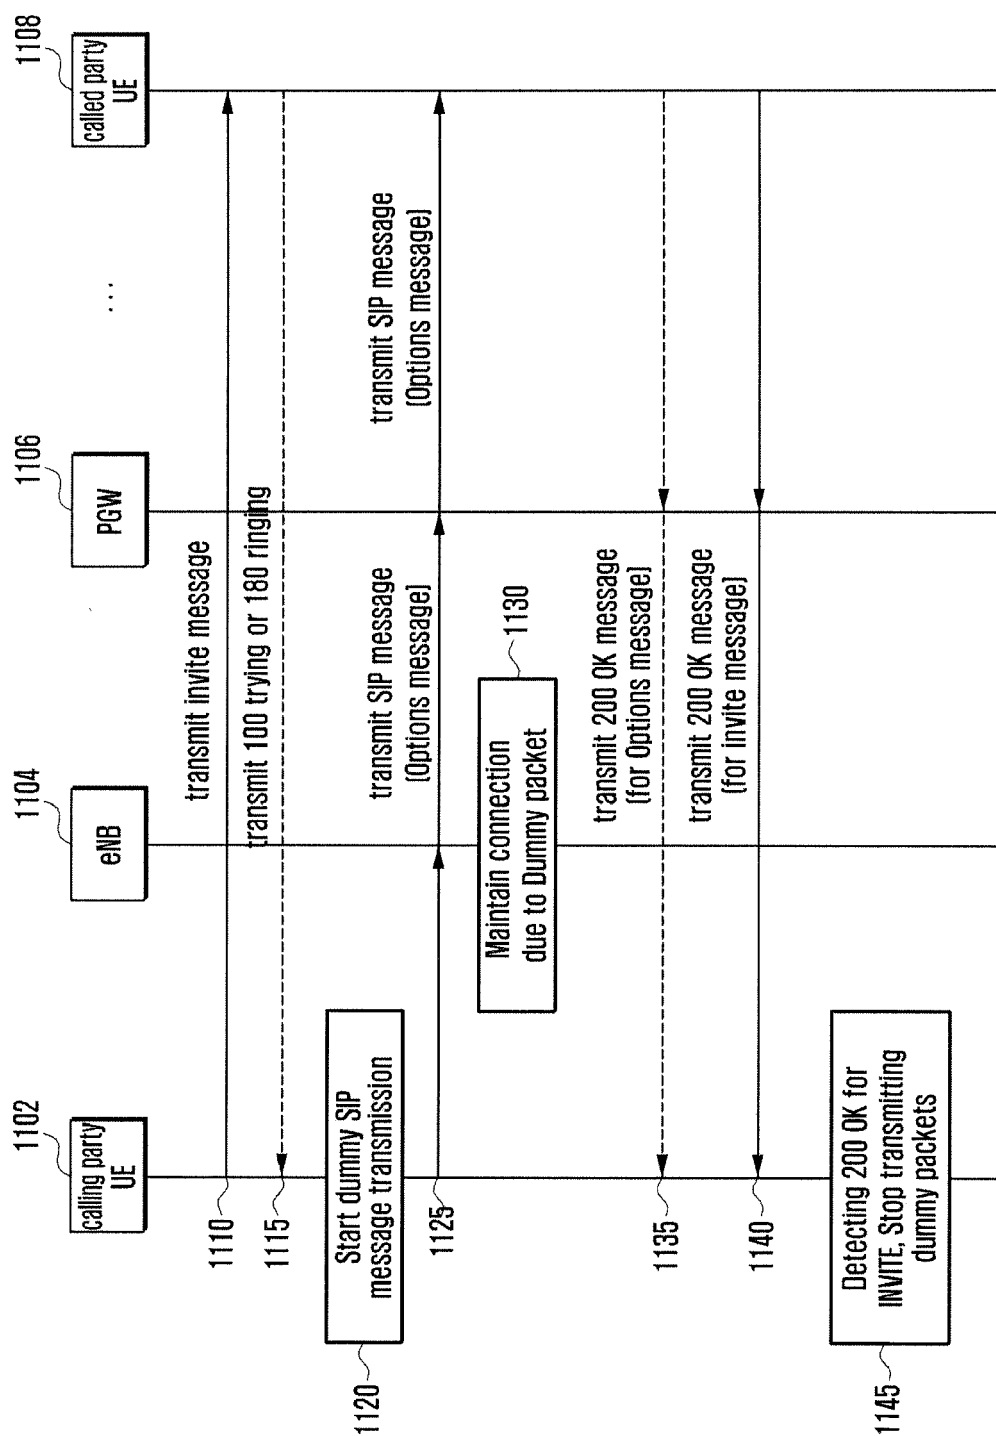 1102
calling party
UE
1104
eNB
1106
PGW
...
1108
called party
UE
1110
transmit invite message
1115
transmit 100 trying or 180 ringing
1120
Start dummy SIP
message transmission
1125
transmit SIP message
(Options message)
transmit SIP message
(Options message)
Maintain connection
due to Dummy packet
1130
1135
transmit 200 OK message
(for Options message)
1140
transmit 200 OK message
(for invite message)
1145
Detecting 200 OK for
INVITE, Stop transmitting
dummy packets